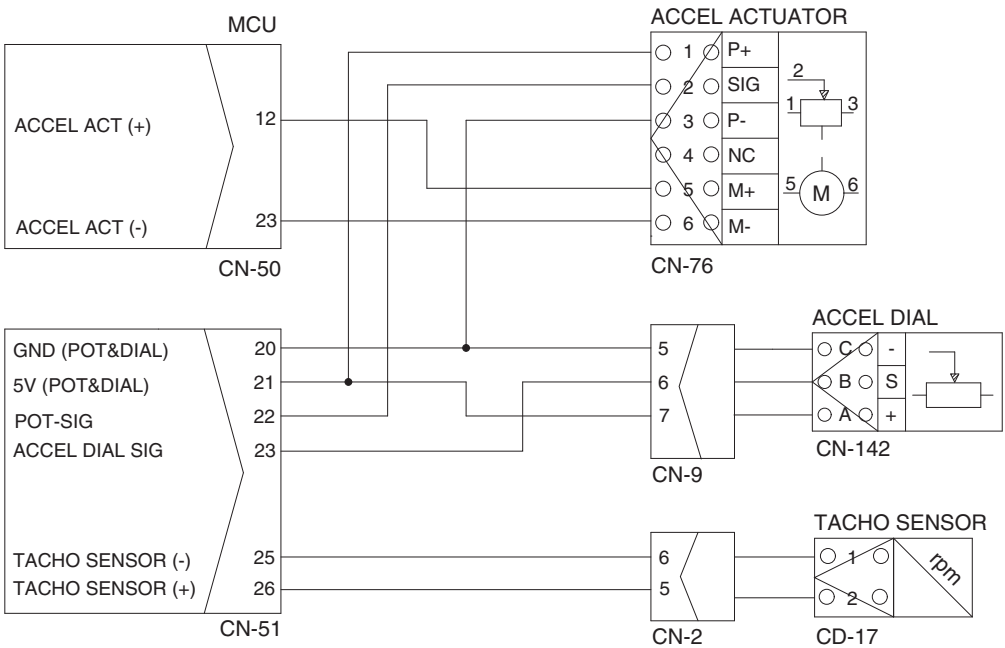 MCU
ACCEL ACT (+)
12
ACCEL ACT (-)
23
CN-50
ACCEL ACTUATOR
1 P+
2 SIG
3 P-
4 NC
5 M+
6 M-
2
1 3
5 M 6
CN-76
GND (POT&DIAL) 20
5V (POT&DIAL) 21
POT-SIG 22
ACCEL DIAL SIG 23
TACHO SENSOR (-) 25
TACHO SENSOR (+) 26
CN-51
5
6
7
CN-9
ACCEL DIAL
C -
B S
A +
CN-142
6
5
CN-2
TACHO SENSOR
1
2
rpm
CD-17